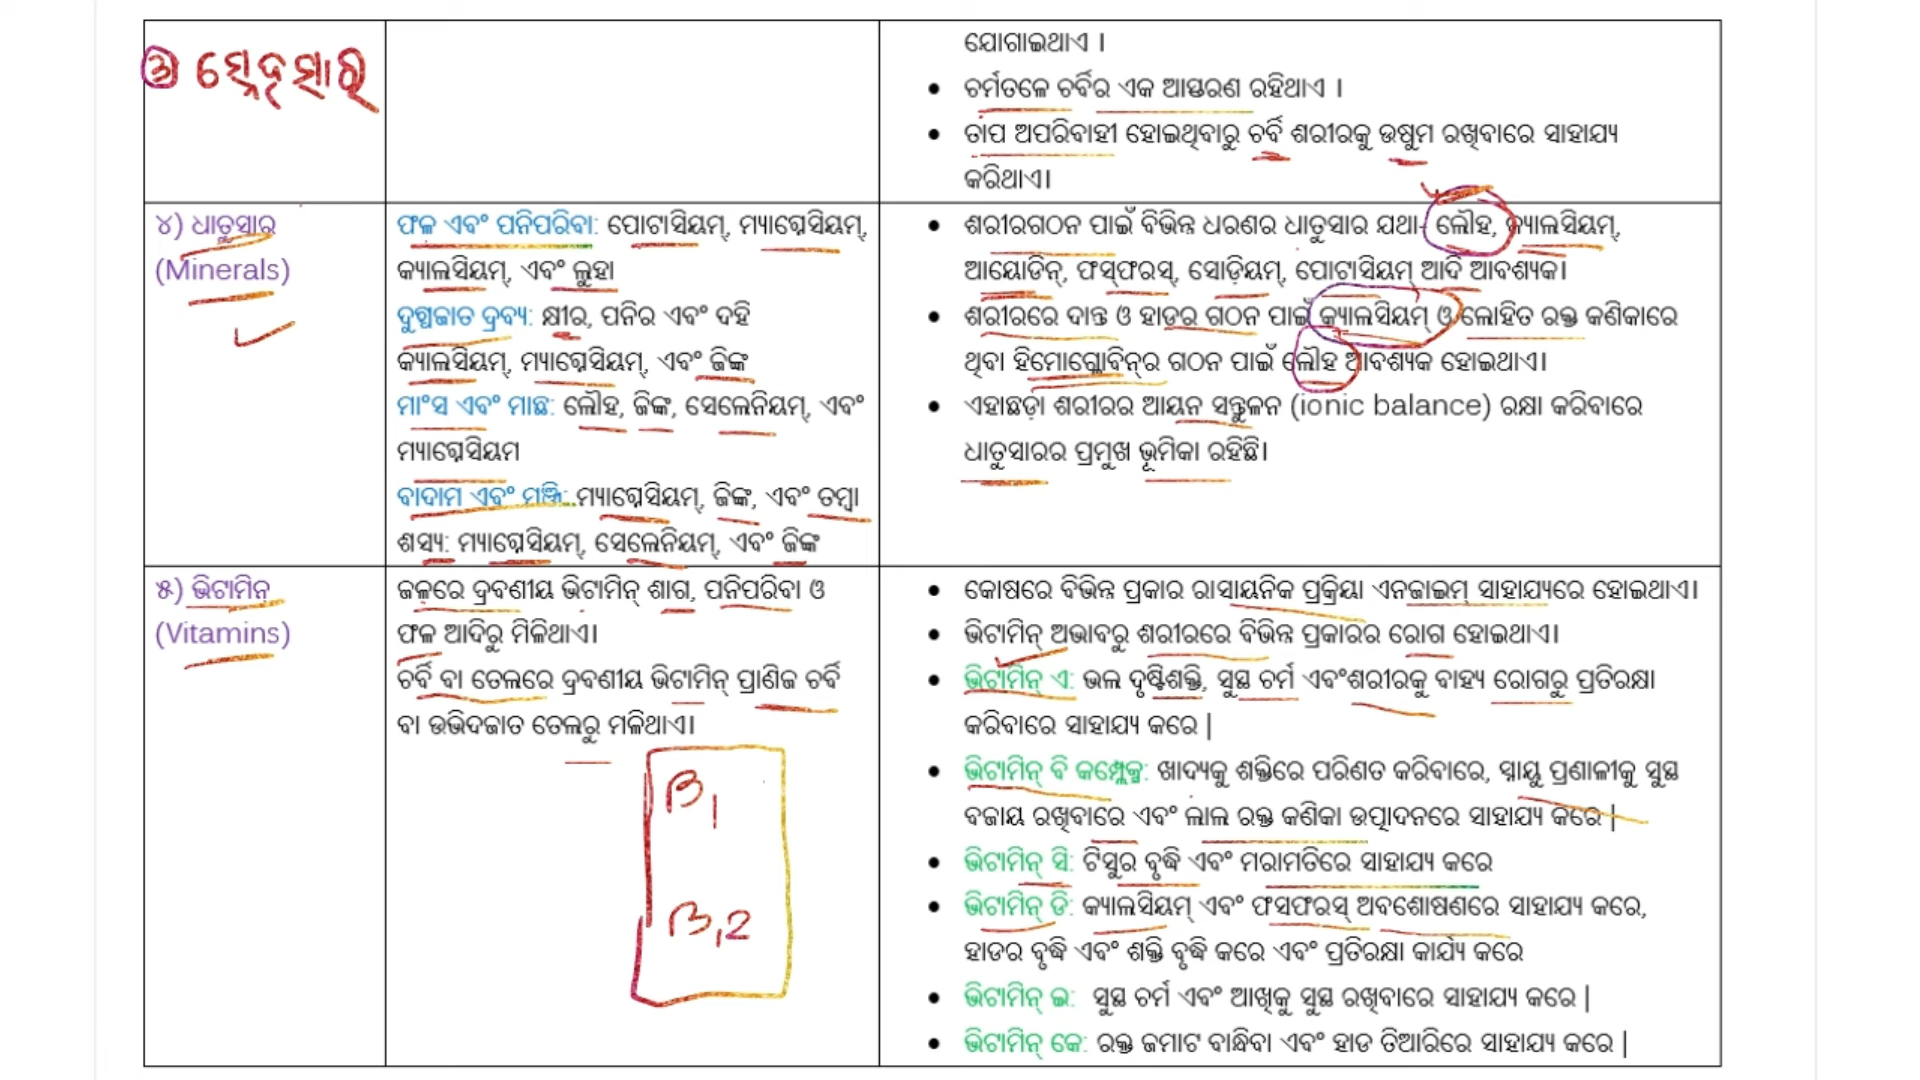 ୬ ସ୍ନେହସାର
ଯୋଗାଇଥାଏ ।
• ଚର୍ମତଳେ ଚର୍ବିର ଏକ ଆସ୍ତରଣ ରହିଥାଏ ।
• ତାପ ଅପରିବାହୀ ହୋଇଥିବାରୁ ଚର୍ବି ଶରୀରକୁ ଉଷୁମ ରଖିବାରେ ସାହାଯ୍ୟ
କରିଥାଏ।
୪) ଧାତୁସାର
(Minerals)
ଫଳ ଏବଂ ପନିପରିବା: ପୋଟାସିୟମ୍, ମ୍ୟାଗ୍ନେସିୟମ୍,
କ୍ୟାଲସିୟମ୍, ଏବଂ ଲୁହା
ଦୁଗ୍ଧଜାତ ଦ୍ରବ୍ୟ: କ୍ଷୀର, ପନିର ଏବଂ ଦହି
କ୍ୟାଲସିୟମ୍, ମ୍ୟାଗ୍ନେସିୟମ୍, ଏବଂ ଜିଙ୍କ
ମାଂସ ଏବଂ ମାଛ: ଲୌହ, ଜିଙ୍କ, ସେଲେନିୟମ୍, ଏବଂ
ମ୍ୟାଗ୍ନେସିୟମ
ବାଦାମ ଏବଂ ମଞ୍ଜି: ମ୍ୟାଗ୍ନେସିୟମ୍, ଜିଙ୍କ, ଏବଂ ତମ୍ବା
ଶସ୍ୟ: ମ୍ୟାଗ୍ନେସିୟମ୍, ସେଲେନିୟମ୍, ଏବଂ ଜିଙ୍କ
• ଶରୀରଗଠନ ପାଇଁ ବିଭିନ୍ନ ଧରଣର ଧାତୁସାର ଯଥା- ଲୌହ, କ୍ୟାଲସିୟମ୍,
ଆୟୋଡିନ୍, ଫସ୍‌ଫରସ୍, ସୋଡ଼ିୟମ୍, ପୋଟାସିୟମ୍ ଆଦି ଆବଶ୍ୟକ।
• ଶରୀରରେ ଦାନ୍ତ ଓ ହାଡର ଗଠନ ପାଇଁ କ୍ୟାଲସିୟମ୍ ଓ ଲୋହିତ ରକ୍ତ କଣିକାରେ
ଥିବା ହିମୋଗ୍ଲୋବିନ୍‌ର ଗଠନ ପାଇଁ ଲୌହ ଆବଶ୍ୟକ ହୋଇଥାଏ।
• ଏହାଛଡ଼ା ଶରୀରର ଆୟନ ସନ୍ତୁଳନ (ionic balance) ରକ୍ଷା କରିବାରେ
ଧାତୁସାରର ପ୍ରମୁଖ ଭୂମିକା ରହିଛି।
୫) ଭିଟାମିନ୍
(Vitamins)
ଜଳରେ ଦ୍ରବଣୀୟ ଭିଟାମିନ୍ ଶାଗ, ପନିପରିବା ଓ
ଫଳ ଆଦିରୁ ମିଳିଥାଏ।
ଚର୍ବି ବା ତେଲରେ ଦ୍ରବଣୀୟ ଭିଟାମିନ୍ ପ୍ରାଣିଜ ଚର୍ବି
ବା ଉଭିଦଜାତ ତେଲରୁ ମଳିଥାଏ।
B1
B12
• କୋଷରେ ବିଭିନ୍ନ ପ୍ରକାର ରାସାୟନିକ ପ୍ରକ୍ରିୟା ଏନଜାଇମ୍ ସାହାଯ୍ୟରେ ହୋଇଥାଏ।
• ଭିଟାମିନ୍ ଅଭାବରୁ ଶରୀରରେ ବିଭିନ୍ନ ପ୍ରକାରର ରୋଗ ହୋଇଥାଏ।
• ଭିଟାମିନ୍ ଏ: ଭଲ ଦୃଷ୍ଟିଶକ୍ତି, ସୁସ୍ଥ ଚର୍ମ ଏବଂଶରୀରକୁ ବାହ୍ୟ ରୋଗରୁ ପ୍ରତିରକ୍ଷା
କରିବାରେ ସାହାଯ୍ୟ କରେ |
• ଭିଟାମିନ୍ ବି କମ୍ପ୍ଲେକ୍ସ: ଖାଦ୍ୟକୁ ଶକ୍ତିରେ ପରିଣତ କରିବାରେ, ସ୍ନାୟୁ ପ୍ରଣାଳୀକୁ ସୁସ୍ଥ
ବଜାୟ ରଖିବାରେ ଏବଂ ଲାଲ ରକ୍ତ କଣିକା ଉତ୍ପାଦନରେ ସାହାଯ୍ୟ କରେ |
• ଭିଟାମିନ୍ ସି: ଟିସୁର ବୃଦ୍ଧି ଏବଂ ମରାମତିରେ ସାହାଯ୍ୟ କରେ
• ଭିଟାମିନ୍ ଡି: କ୍ୟାଲସିୟମ୍ ଏବଂ ଫସଫରସ୍ ଅବଶୋଷଣରେ ସାହାଯ୍ୟ କରେ,
ହାଡର ବୃଦ୍ଧି ଏବଂ ଶକ୍ତି ବୃଦ୍ଧି କରେ ଏବଂ ପ୍ରତିରକ୍ଷା କାର୍ଯ୍ୟ କରେ
• ଭିଟାମିନ୍ ଇ: ସୁସ୍ଥ ଚର୍ମ ଏବଂ ଆଖିକୁ ସୁସ୍ଥ ରଖିବାରେ ସାହାଯ୍ୟ କରେ |
• ଭିଟାମିନ୍ କେ: ରକ୍ତ ଜମାଟ ବାନ୍ଧିବା ଏବଂ ହାଡ ତିଆରିରେ ସାହାଯ୍ୟ କରେ |